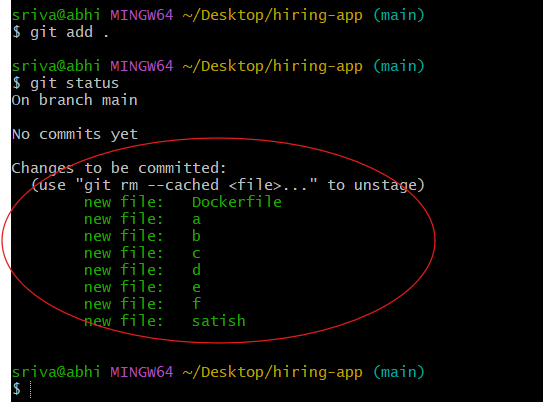 sriva@abhi MINGW64 ~/Desktop/hiring-app (main)
$ git add .
sriva@abhi MINGW64 ~/Desktop/hiring-app (main)
$ git status
On branch main
No commits yet
Changes to be committed:
(use "git rm --cached <file>..." to unstage)
new file: Dockerfile
new file: a
new file: b
new file: c
new file: d
new file: e
new file: f
new file: satish
sriva@abhi MINGW64 ~/Desktop/hiring-app (main)
$